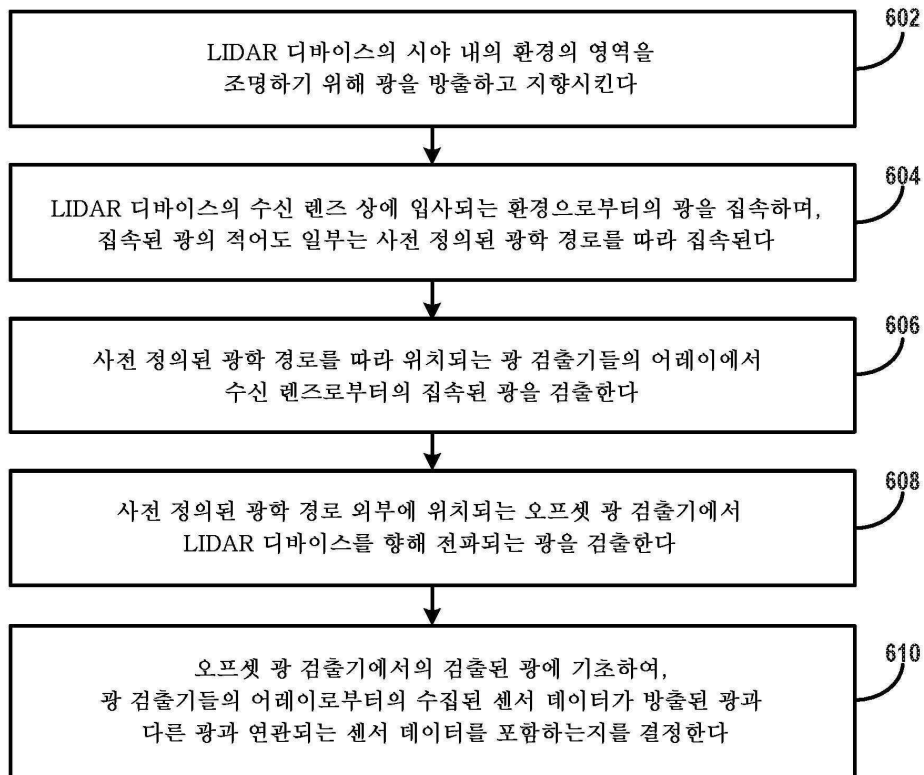 602
LIDAR 디바이스의 시야 내의 환경의 영역을
조명하기 위해 광을 방출하고 지향시킨다
604
LIDAR 디바이스의 수신 렌즈 상에 입사되는 환경으로부터의 광을 집속하며,
집속된 광의 적어도 일부는 사전 정의된 광학 경로를 따라 집속된다
606
사전 정의된 광학 경로를 따라 위치되는 광 검출기들의 어레이에서
수신 렌즈로부터의 집속된 광을 검출한다
608
사전 정의된 광학 경로 외부에 위치되는 오프셋 광 검출기에서
LIDAR 디바이스를 향해 전파되는 광을 검출한다
610
오프셋 광 검출기에서의 검출된 광에 기초하여,
광 검출기들의 어레이로부터의 수집된 센서 데이터가 방출된 광과
다른 광과 연관되는 센서 데이터를 포함하는지를 결정한다